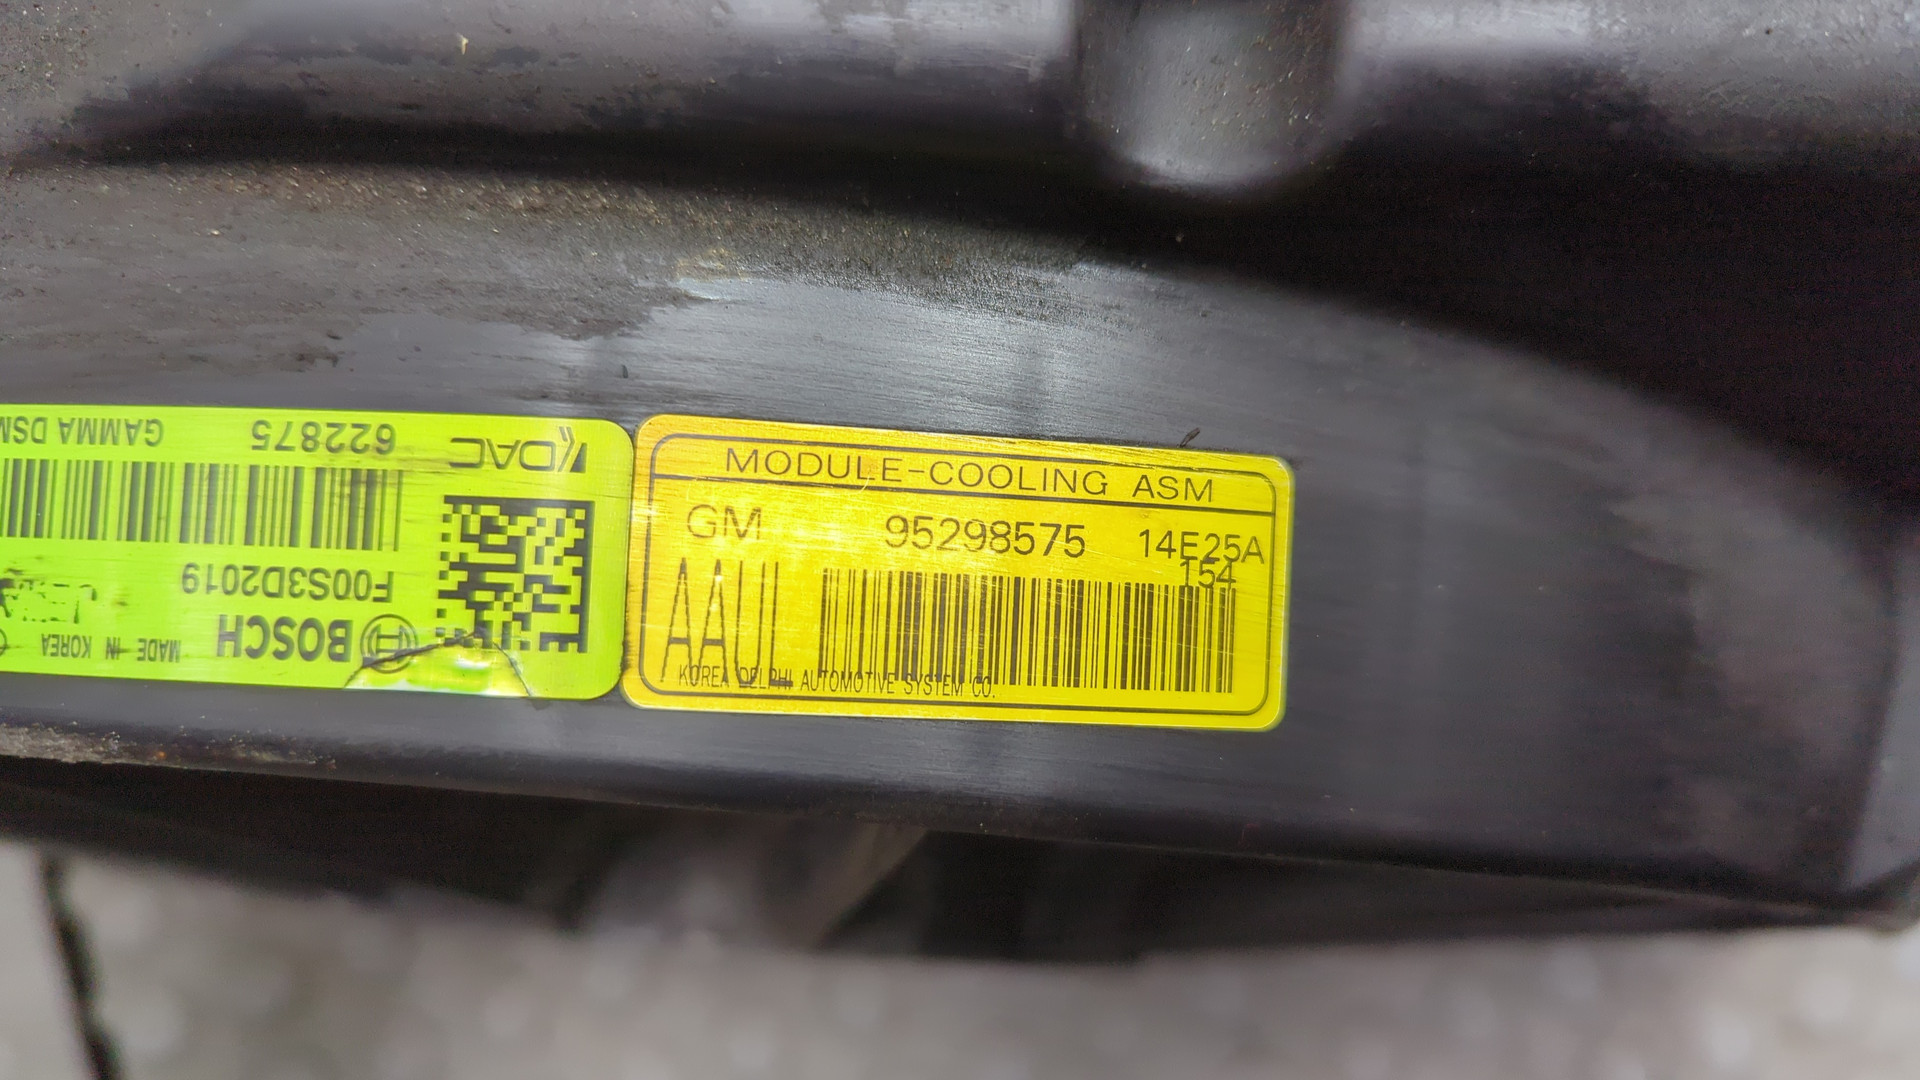 KDAC
622875 GAMMA DSM
F00S3D2019
BOSCH MADE IN KOREA
MODULE-COOLING ASM
GM 95298575 14E25A
154
AAUL
KOREA DELPHI AUTOMOTIVE SYSTEM CO.